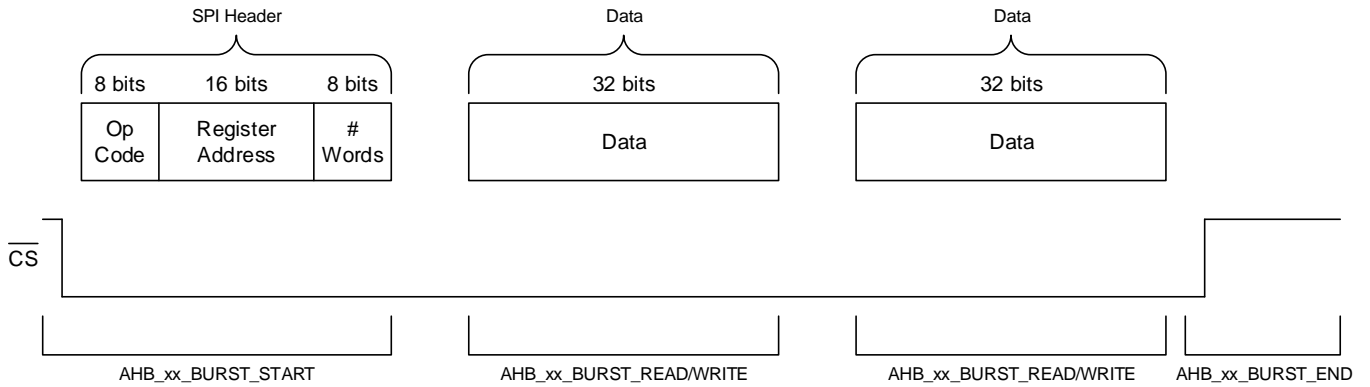 SPI Header
Data
Data
8 bits
16 bits
8 bits
32 bits
32 bits
Op
Code
Register
Address
#
Words
Data
Data
CS
AHB_xx_BURST_START
AHB_xx_BURST_READ/WRITE
AHB_xx_BURST_READ/WRITE
AHB_xx_BURST_END